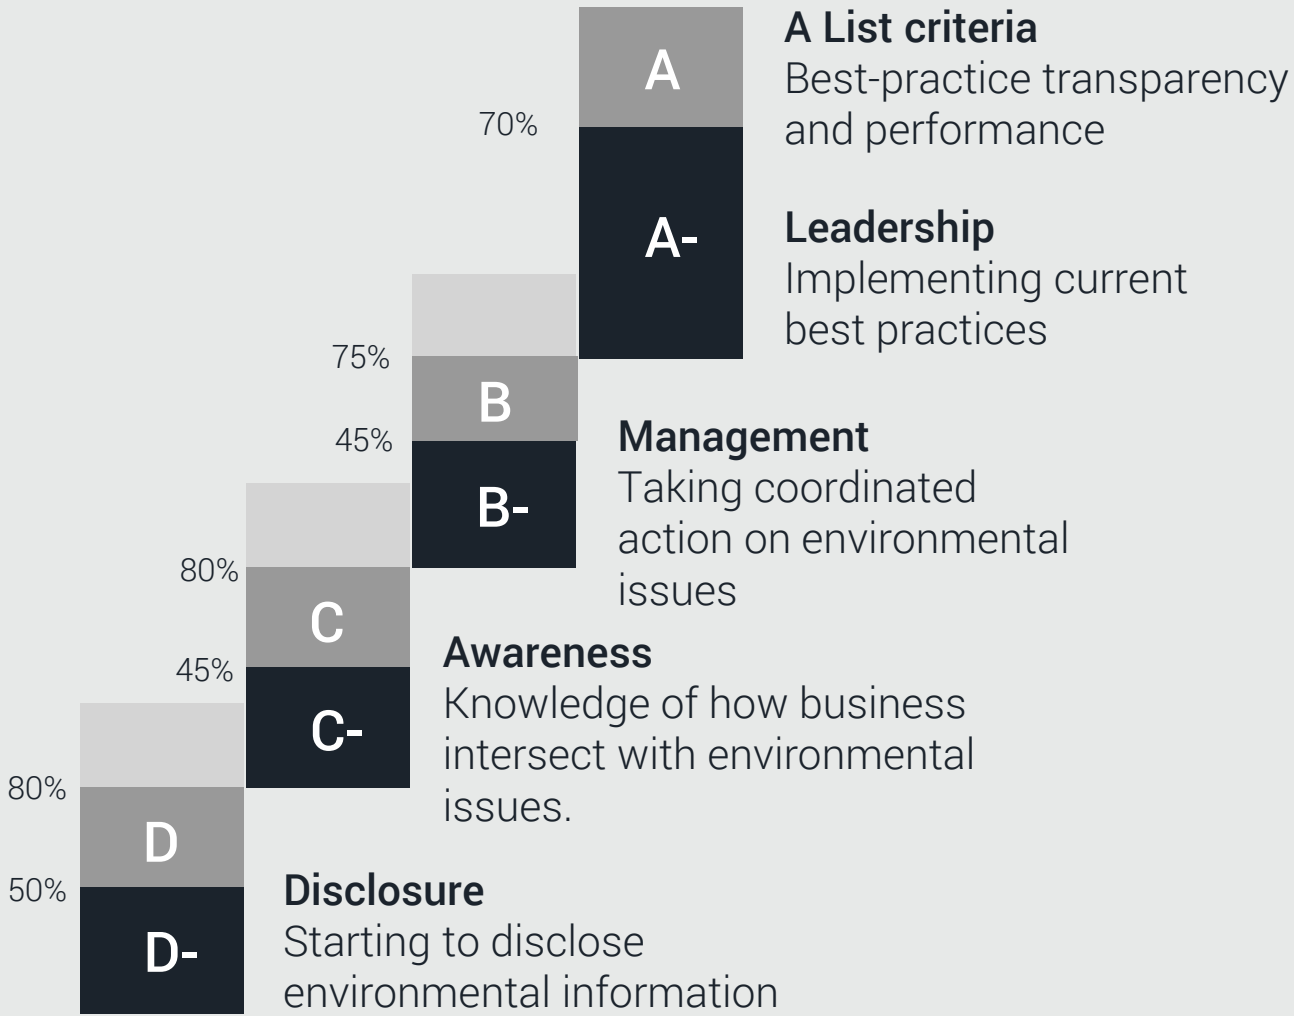 A
A List criteria
Best-practice transparency
and performance
70%
A-
Leadership
Implementing current
best practices
75%
B
45%
B-
Management
Taking coordinated
action on environmental
issues
80%
C
45%
C-
Awareness
Knowledge of how business
intersect with environmental
issues.
80%
D
50%
D-
Disclosure
Starting to disclose
environmental information